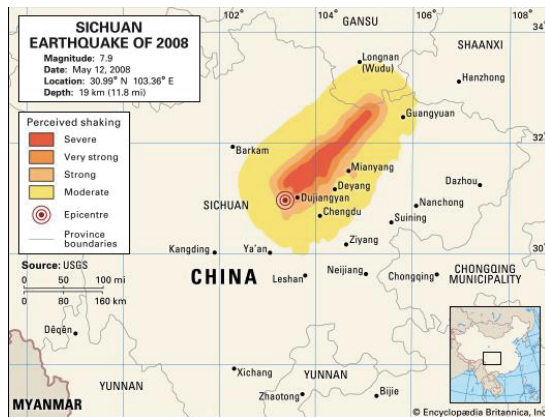 SICHUAN
EARTHQUAKE OF 2008
Magnitude: 7.9
Date: May 12, 2008
Location: 30.99° N 103.36° E
Depth: 19 km (11.8 mi)
Perceived shaking
Severe
Very strong
Strong
Moderate
Epicentre
Province
boundaries
Source: USGS
0 50 100 mi
0 80 160 km
102° 104° 106° 108°
34°
32°
30°
GANSU
SHAANXI
Longnan
(Wudu)
Hanzhong
Guangyuan
Barkam
Mianyang
Dazhou
SICHUAN
Dujiangyan
Deyang
Nanchong
Chengdu
Suining
Kangding
Ya'an
Ziyang
CHINA
Leshan
Neijiang
Chongqing
CHONGQING
MUNICIPALITY
Dêqên
Xichang
YUNNAN
Zhaotong
Bijie
MYANMAR
YUNNAN
© Encyclopædia Britannica, Inc.